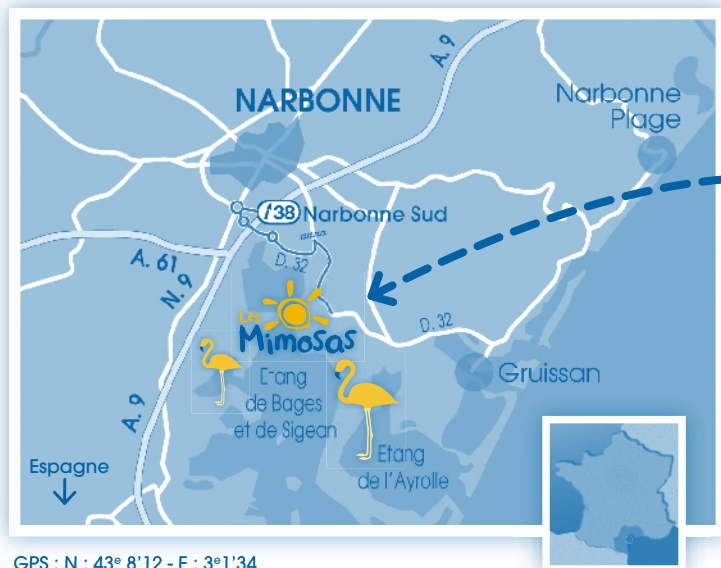 A. 9
NARBONNE
Narbonne
Plage
/38 Narbonne Sud
A. 61
N. 9
D. 32
Les
Mimosas
D. 32
Gruissan
E-ang
de Bages
et de Sigean
Etang
de l'Ayrolle
A. 9
Espagne
GPS : N : 43e 8'12 - E : 3e1'34